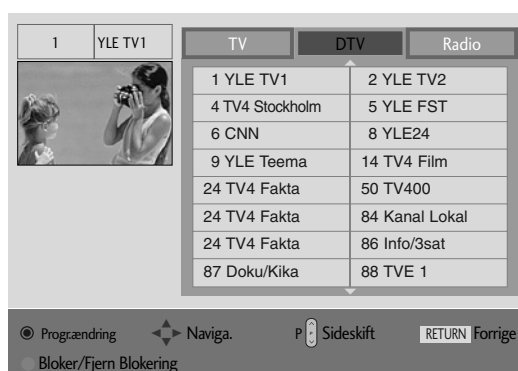 1 YLE TV1
TV DTV Radio
1 YLE TV1 2 YLE TV2
4 TV4 Stockholm 5 YLE FST
6 CNN 8 YLE24
9 YLE Teema 14 TV4 Film
24 TV4 Fakta 50 TV400
24 TV4 Fakta 84 Kanal Lokal
24 TV4 Fakta 86 Info/3sat
87 Doku/Kika 88 TVE 1
Progrændring Naviga. P Sideskift RETURN Forrige
Bloker/Fjern Blokering